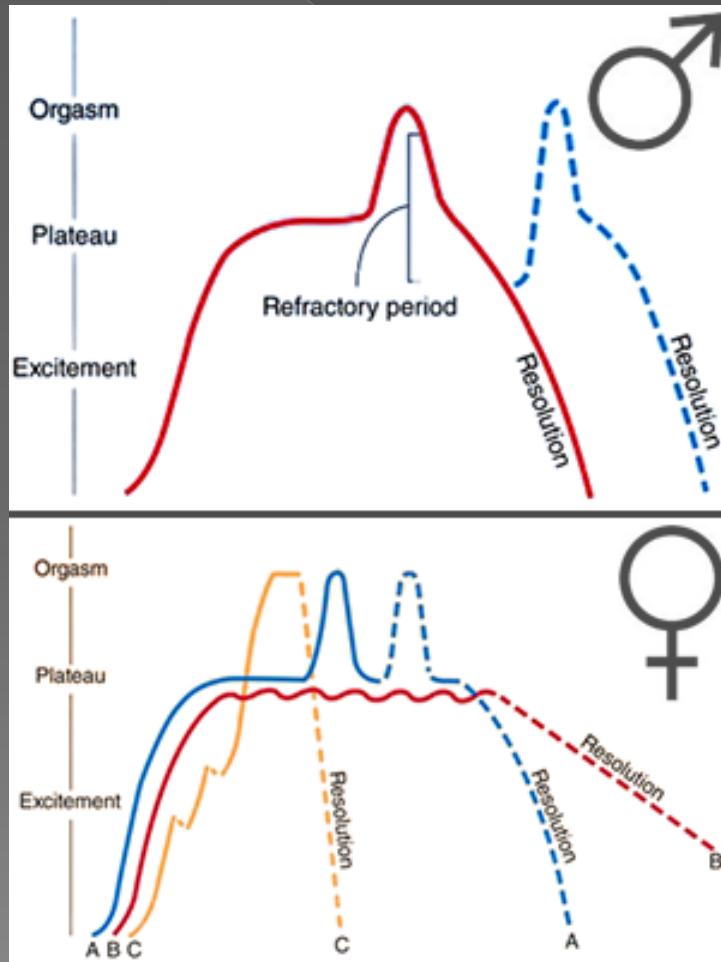 Orgasm
Plateau
Refractory period
Excitement
Resolution
Resolution
Orgasm
Plateau
Excitement
Resolution
Resolution
Resolution
B
A B C
C
A